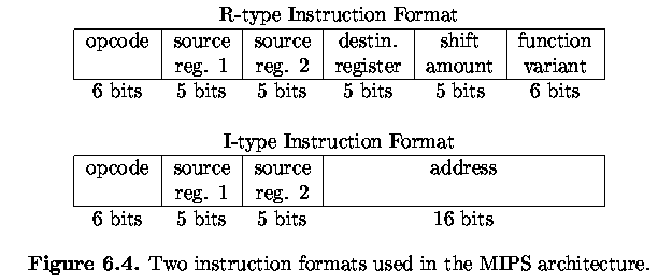 R-type Instruction Format
opcode source source destin. shift function
reg. 1 reg. 2 register amount variant
6 bits 5 bits 5 bits 5 bits 5 bits 6 bits
I-type Instruction Format
opcode source source address
reg. 1 reg. 2
6 bits 5 bits 5 bits 16 bits
Figure 6.4. Two instruction formats used in the MIPS architecture.